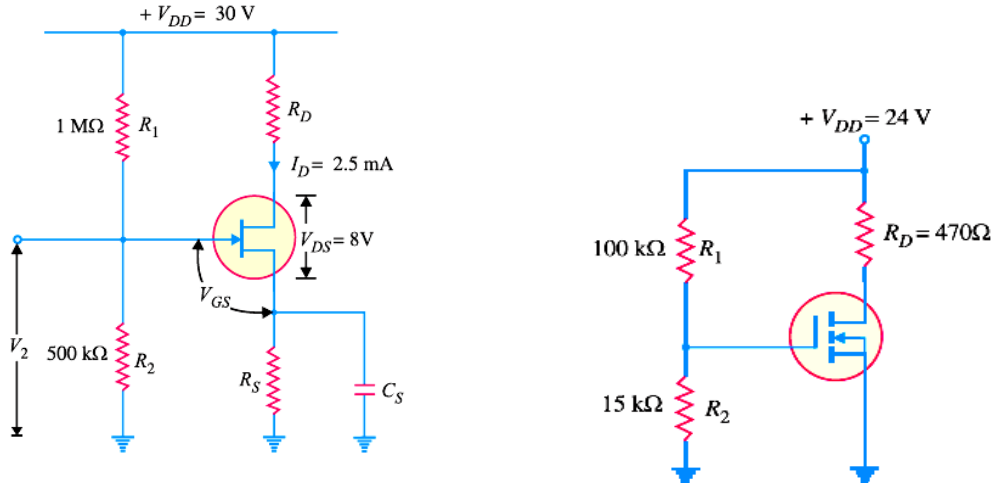 + V_DD = 30 V
1 MΩ
R_1
R_D
I_D = 2.5 mA
V_DS = 8V
V_GS
V_2
500 kΩ
R_2
R_S
C_S
+ V_DD = 24 V
100 kΩ
R_1
R_D = 470Ω
15 kΩ
R_2